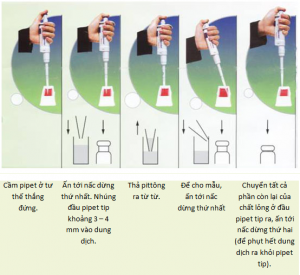 Cầm pipet ở tư
thế thẳng
đứng.
Ấn tới nấc dừng
thứ nhất. Nhúng
đầu pipet tip
khoảng 3 – 4
mm vào dung
dịch.
Thả pittông
ra từ từ.
Để cho mẫu,
ấn tới nấc
dừng thứ nhất
Chuyển tất cả
phần còn lại của
chất lỏng ở đầu
pipet tip ra, ấn tới
nấc dừng thứ hai
(để phụt hết dung
dịch ra khỏi pipet
tip).